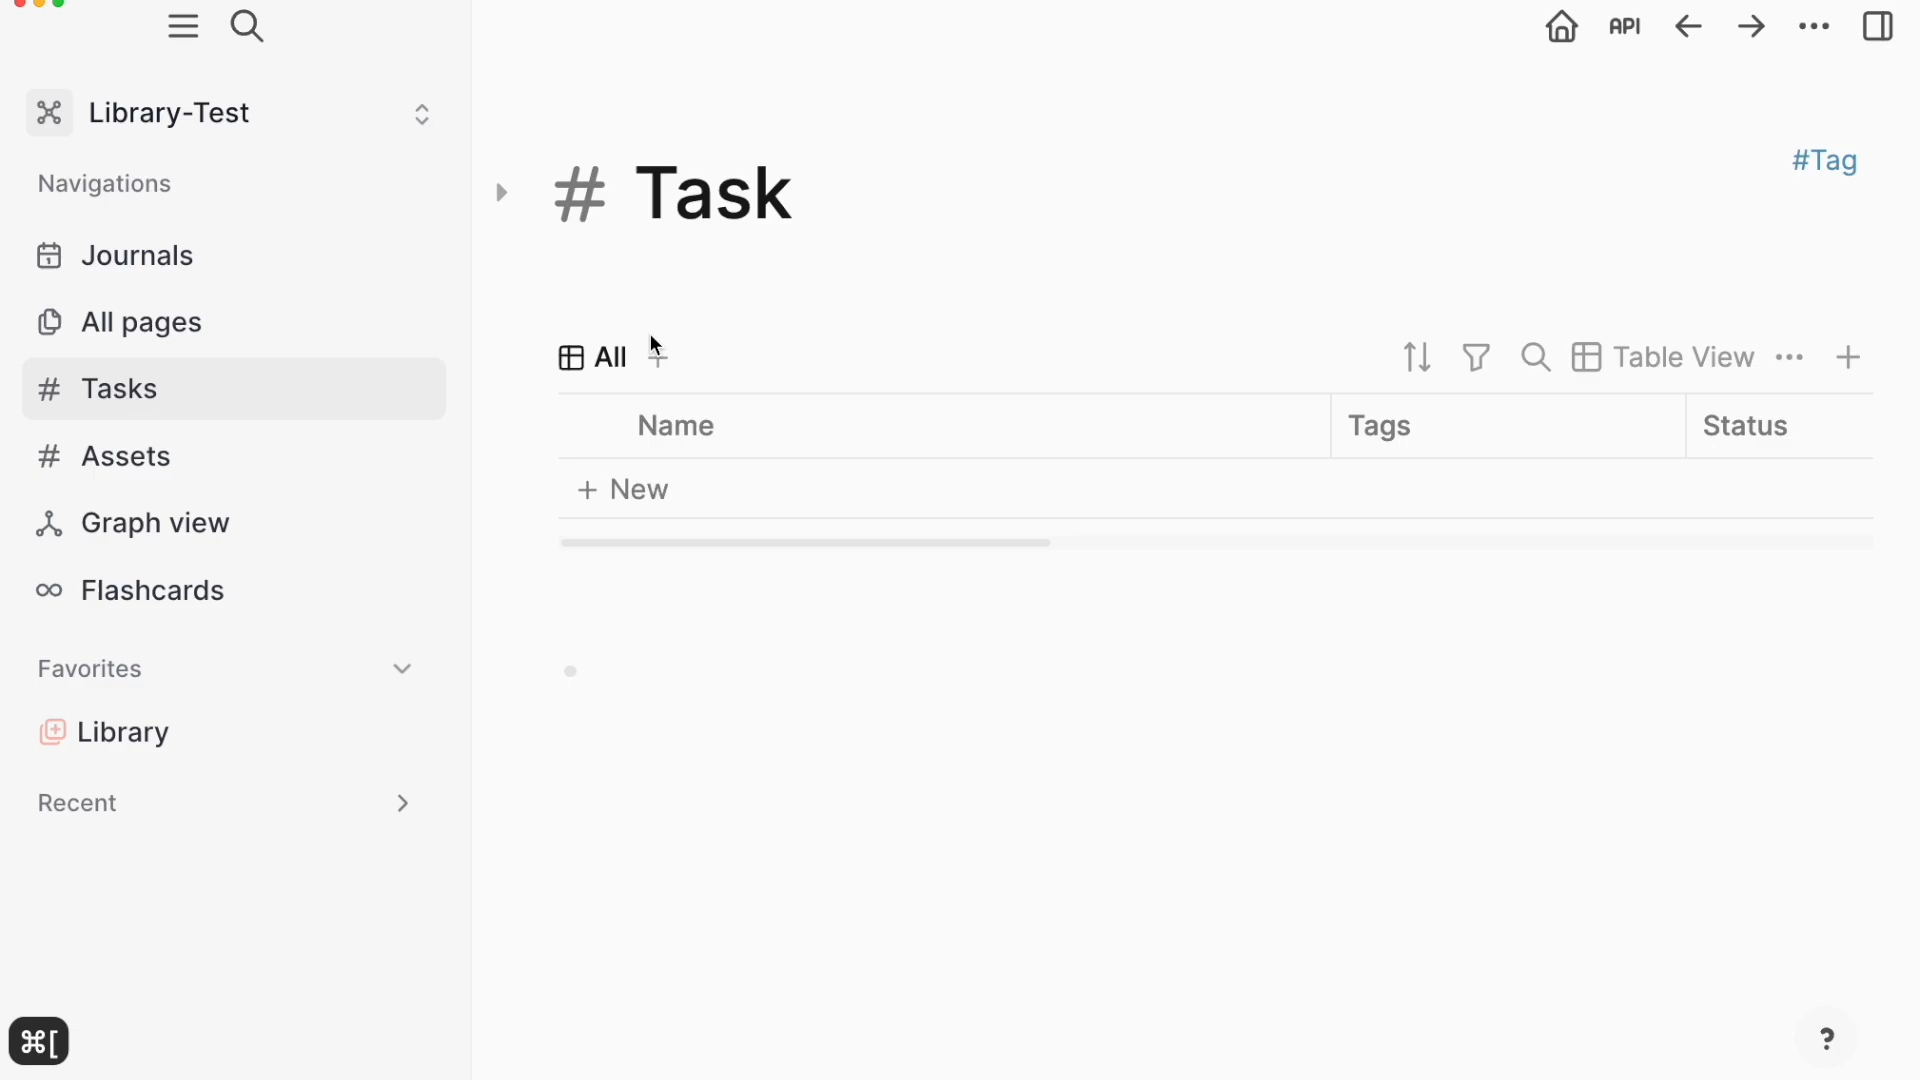 API
Library-Test
Navigations
Journals
All pages
# Tasks
# Assets
Graph view
Flashcards
Favorites
Library
Recent
⌘[
#Tag
# Task
All +
Table View ··· +
Name Tags Status
+ New
?